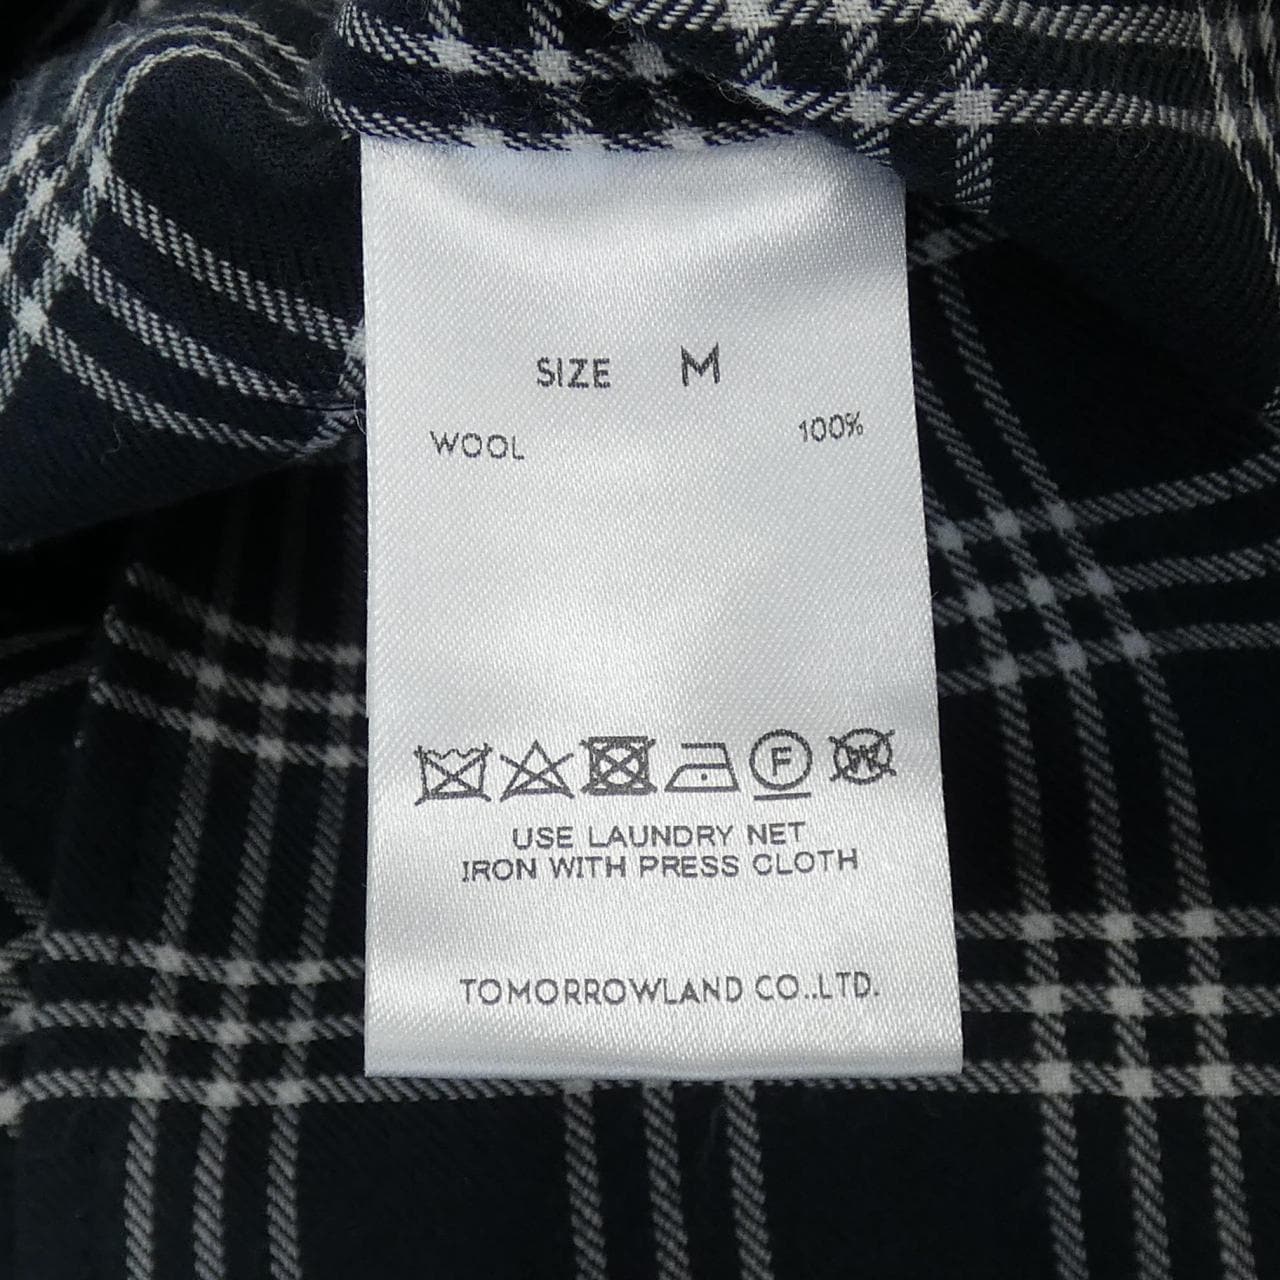 SIZE M
WOOL 100%
F W
USE LAUNDRY NET
IRON WITH PRESS CLOTH
TOMORROWLAND CO.,LTD.